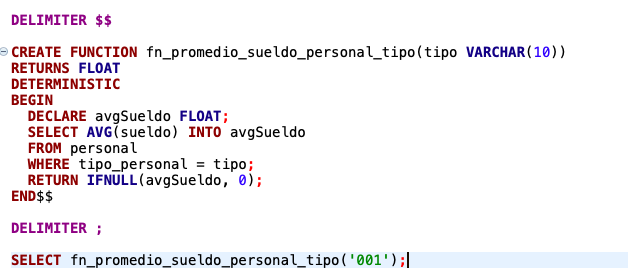 DELIMITER $$
CREATE FUNCTION fn_promedio_sueldo_personal_tipo(tipo VARCHAR(10))
RETURNS FLOAT
DETERMINISTIC
BEGIN
  DECLARE avgSueldo FLOAT;
  SELECT AVG(sueldo) INTO avgSueldo
  FROM personal
  WHERE tipo_personal = tipo;
  RETURN IFNULL(avgSueldo, 0);
END$$
DELIMITER ;
SELECT fn_promedio_sueldo_personal_tipo('001');